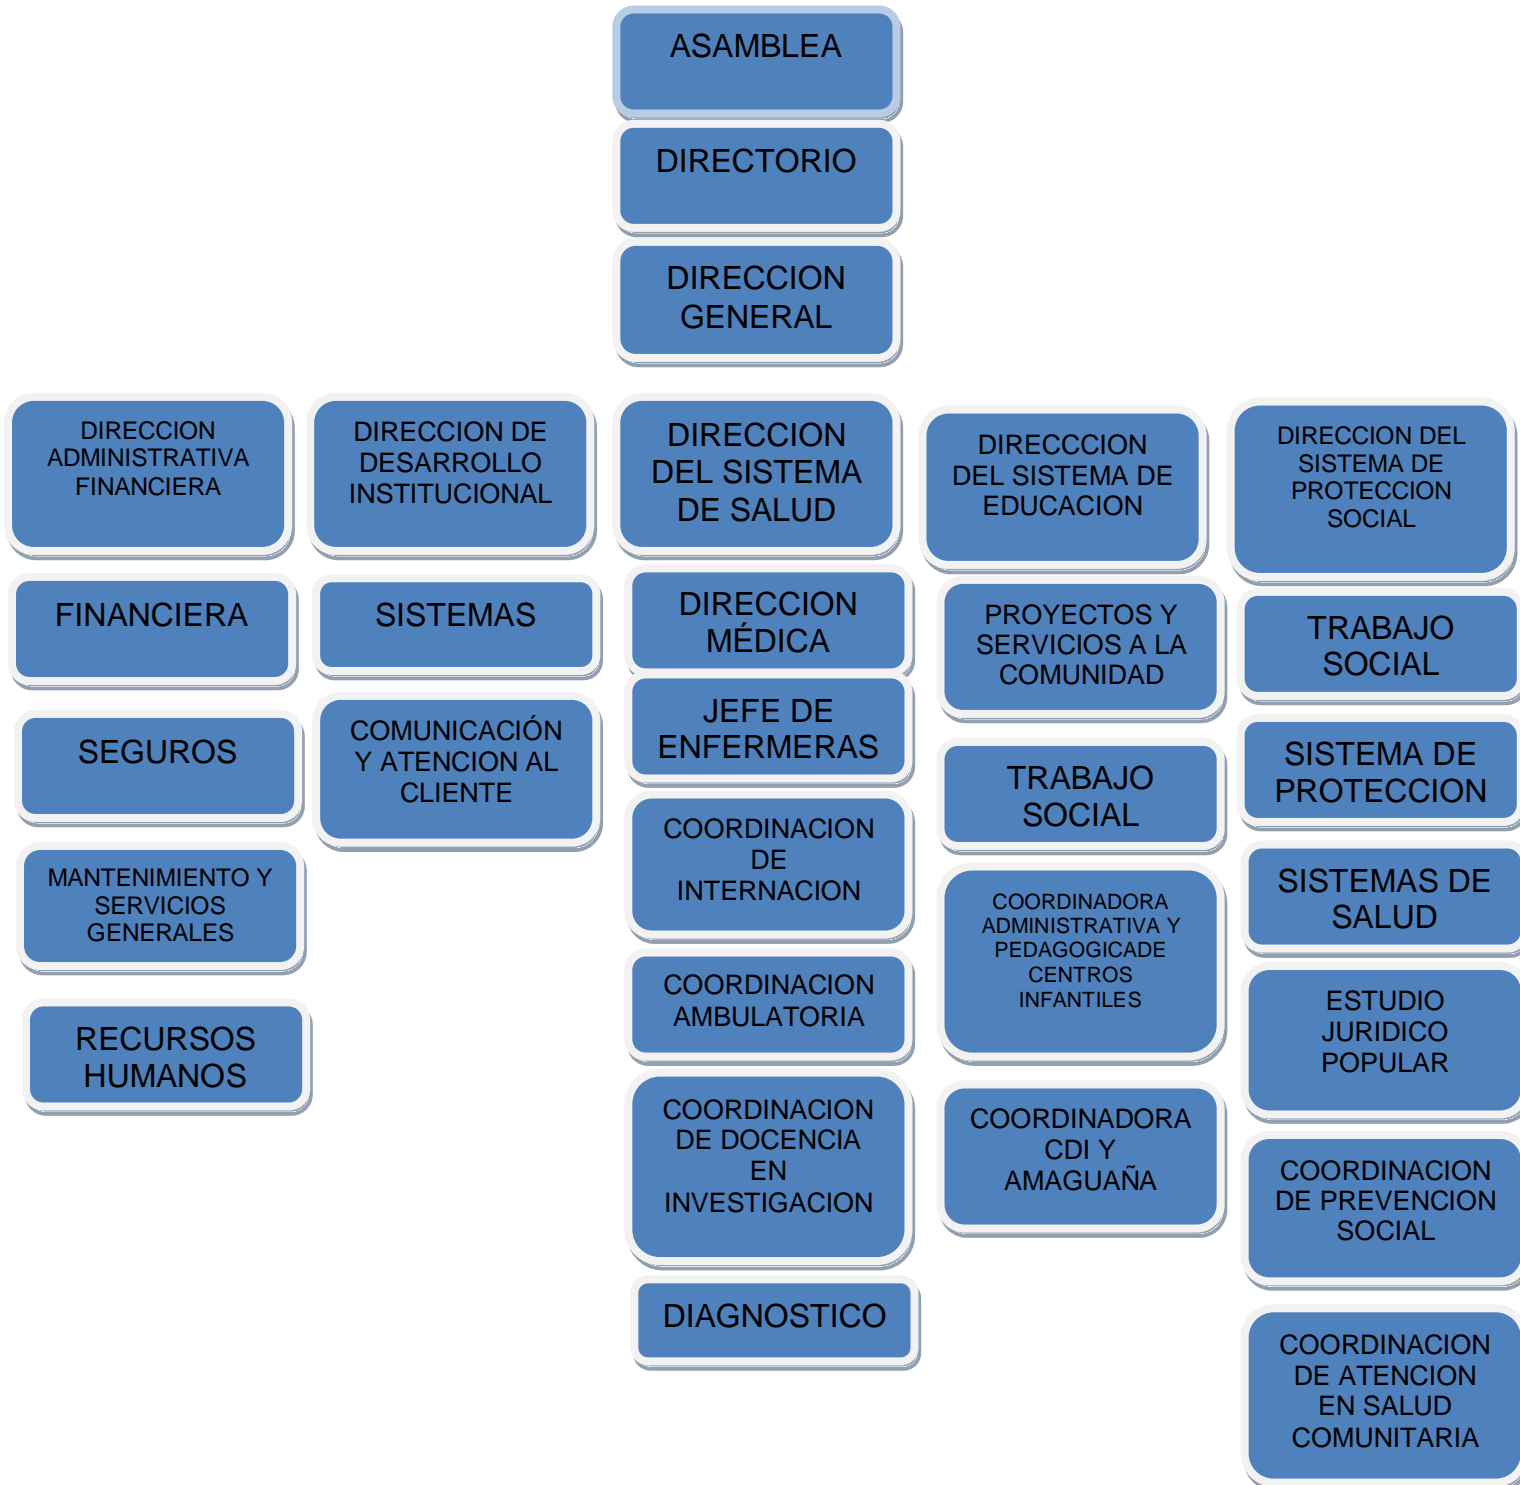 ASAMBLEA
DIRECTORIO
DIRECCION
GENERAL
DIRECCION
ADMINISTRATIVA
FINANCIERA
FINANCIERA
SEGUROS
MANTENIMIENTO Y
SERVICIOS
GENERALES
RECURSOS
HUMANOS
DIRECCION DE
DESARROLLO
INSTITUCIONAL
SISTEMAS
COMUNICACIÓN
Y ATENCION AL
CLIENTE
DIRECCION
DEL SISTEMA
DE SALUD
DIRECCION
MÉDICA
JEFE DE
ENFERMERAS
COORDINACION
DE
INTERNACION
COORDINACION
AMBULATORIA
COORDINACION
DE DOCENCIA
EN
INVESTIGACION
DIAGNOSTICO
DIRECCCION
DEL SISTEMA DE
EDUCACION
PROYECTOS Y
SERVICIOS A LA
COMUNIDAD
TRABAJO
SOCIAL
COORDINADORA
ADMINISTRATIVA Y
PEDAGOGICADE
CENTROS
INFANTILES
COORDINADORA
CDI Y
AMAGUAÑA
DIRECCION DEL
SISTEMA DE
PROTECCION
SOCIAL
TRABAJO
SOCIAL
SISTEMA DE
PROTECCION
SISTEMAS DE
SALUD
ESTUDIO
JURIDICO
POPULAR
COORDINACION
DE PREVENCION
SOCIAL
COORDINACION
DE ATENCION
EN SALUD
COMUNITARIA